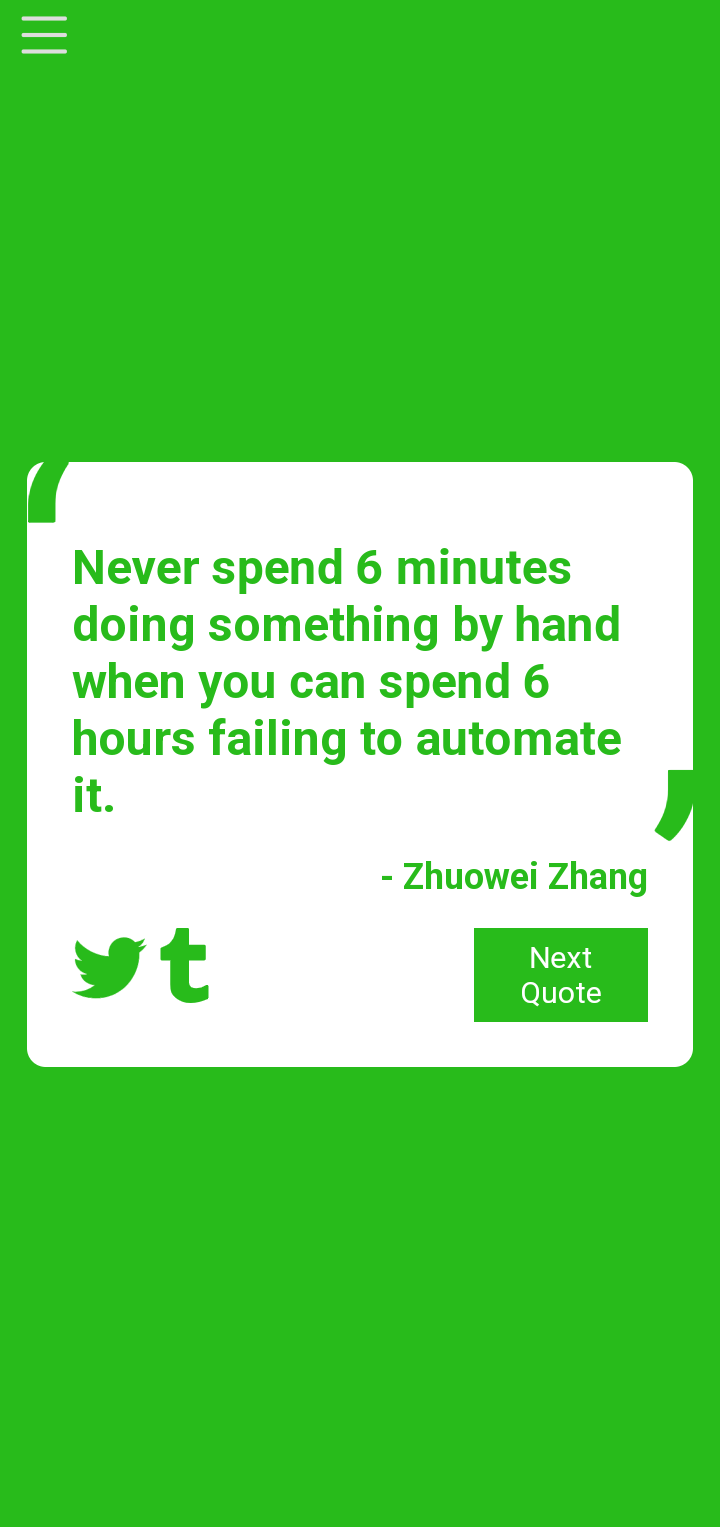 Never spend 6 minutes
doing something by hand
when you can spend 6
hours failing to automate
it.
- Zhuowei Zhang
Next
Quote